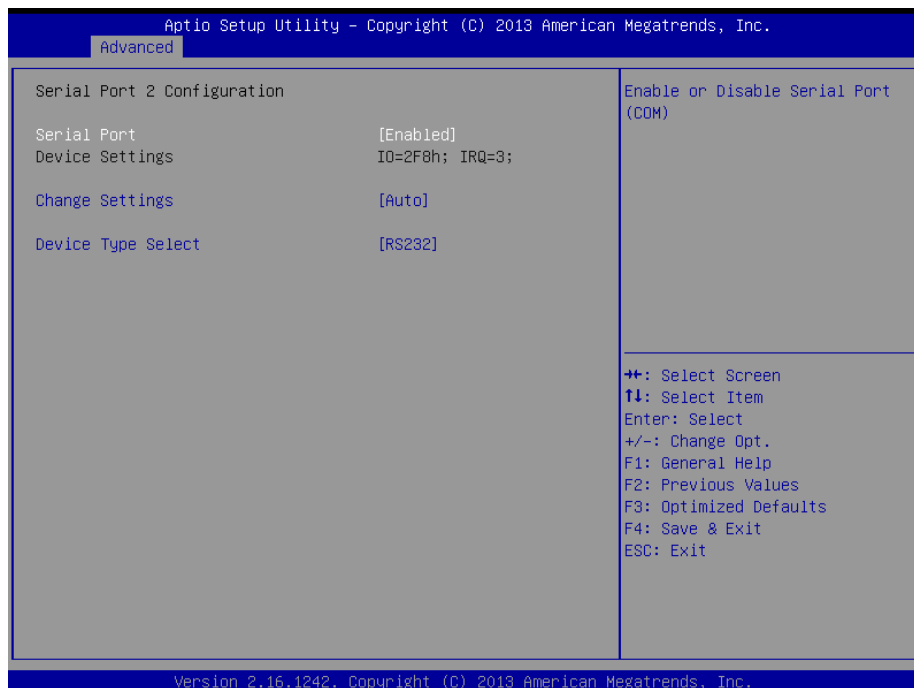 Aptio Setup Utility – Copyright (C) 2013 American Megatrends, Inc.
Advanced
Serial Port 2 Configuration
Serial Port [Enabled]
Device Settings IO=2F8h; IRQ=3;
Change Settings [Auto]
Device Type Select [RS232]
Enable or Disable Serial Port
(COM)
→←: Select Screen
↑↓: Select Item
Enter: Select
+/-: Change Opt.
F1: General Help
F2: Previous Values
F3: Optimized Defaults
F4: Save & Exit
ESC: Exit
Version 2.16.1242. Copyright (C) 2013 American Megatrends, Inc.